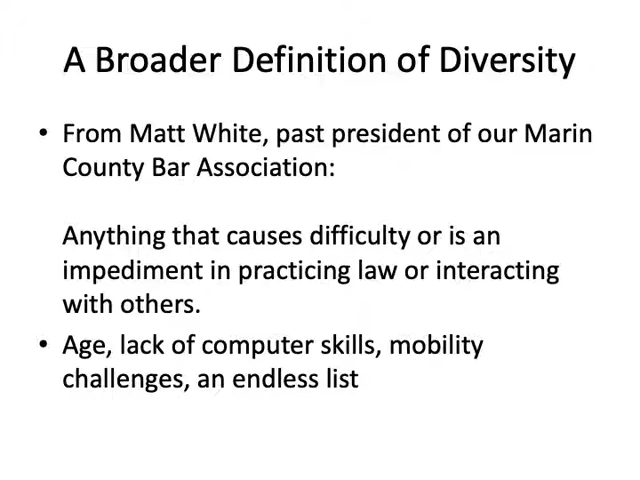 A Broader Definition of Diversity
• From Matt White, past president of our Marin
County Bar Association:
Anything that causes difficulty or is an
impediment in practicing law or interacting
with others.
• Age, lack of computer skills, mobility
challenges, an endless list